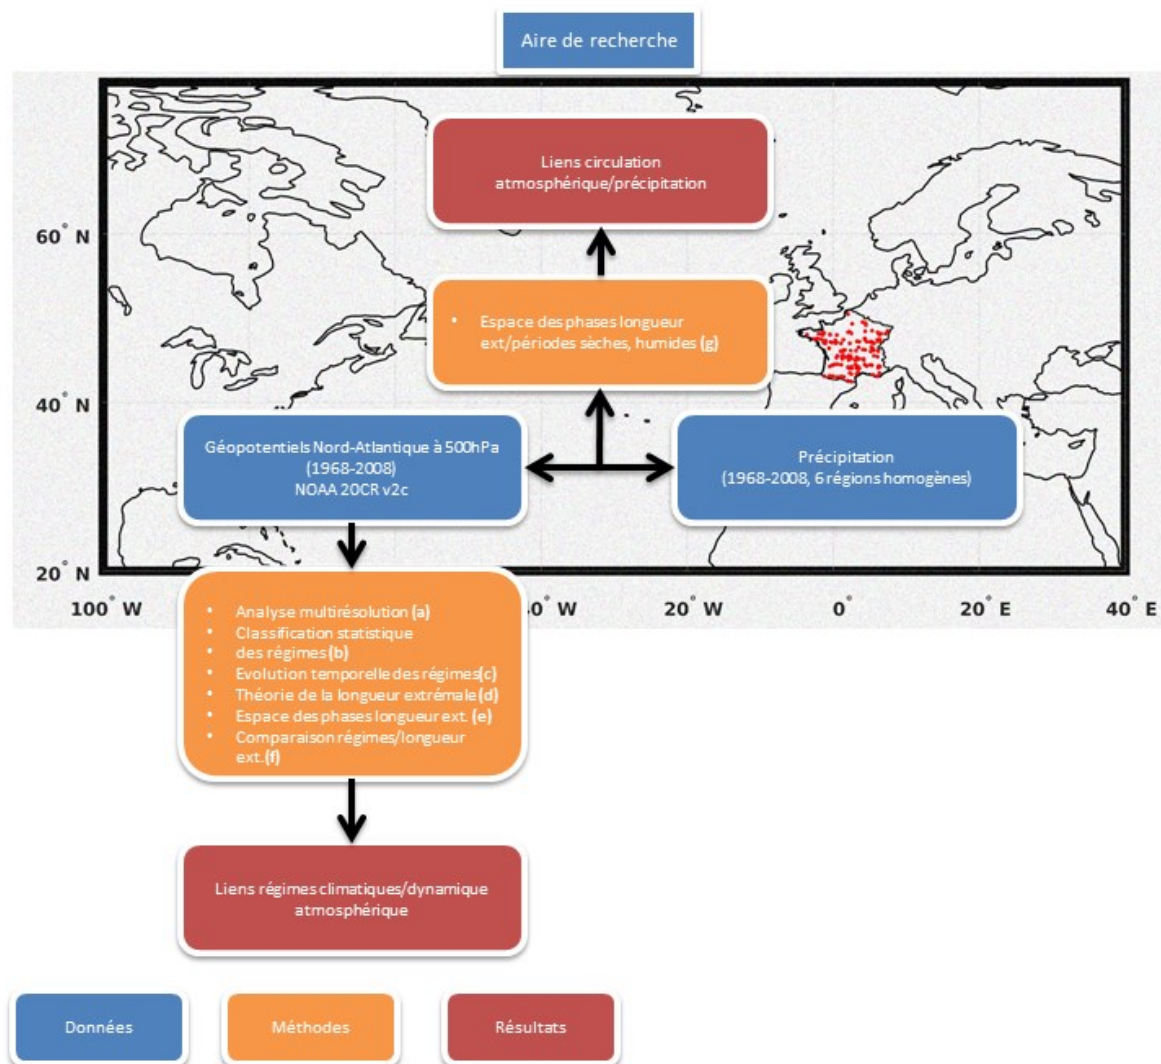 Aire de recherche
Liens circulation
atmosphérique/précipitation
60° N
• Espace des phases longueur
ext/périodes sèches, humides (g)
40° N
Géopotentiels Nord-Atlantique à 500hPa
(1968-2008)
NOAA 20CR v2c
Précipitation
(1968-2008, 6 régions homogènes)
20° N
100° W
40° W
20° W
0°
20° E
40° E
• Analyse multirésolution (a)
• Classification statistique
• des régimes (b)
• Evolution temporelle des régimes(c)
• Théorie de la longueur extrémale (d)
• Espace des phases longueur ext. (e)
• Comparaison régimes/longueur
ext.(f)
Liens régimes climatiques/dynamique
atmosphérique
Données
Méthodes
Résultats